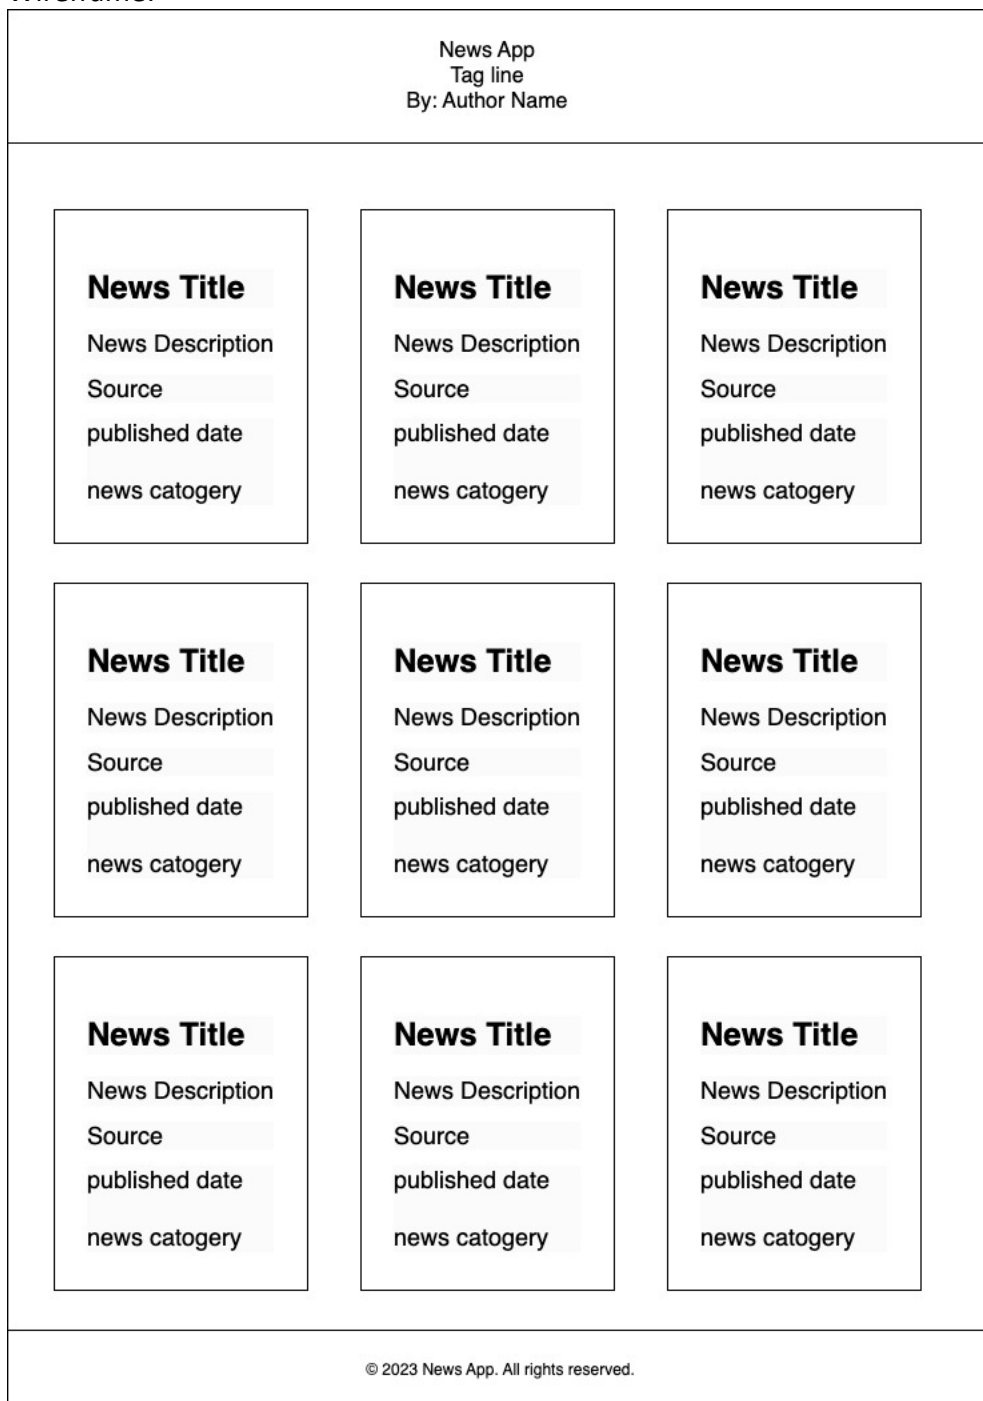 Wireframe:
News App
Tag line
By: Author Name
News Title
News Description
Source
published date
news catogery
News Title
News Description
Source
published date
news catogery
News Title
News Description
Source
published date
news catogery
News Title
News Description
Source
published date
news catogery
News Title
News Description
Source
published date
news catogery
News Title
News Description
Source
published date
news catogery
News Title
News Description
Source
published date
news catogery
News Title
News Description
Source
published date
news catogery
News Title
News Description
Source
published date
news catogery
© 2023 News App. All rights reserved.